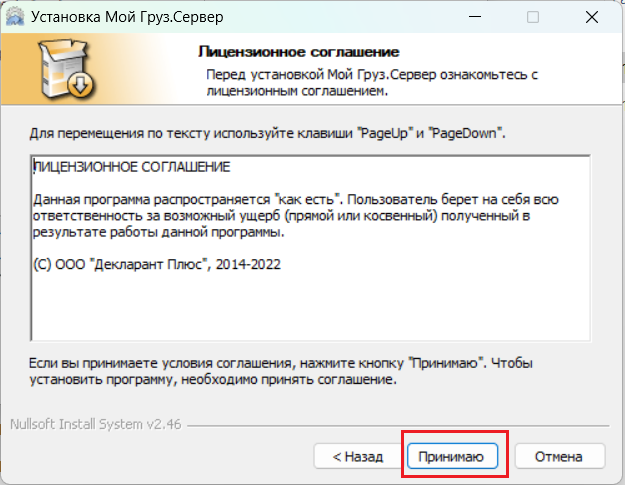 Установка Мой Груз.Сервер
Лицензионное соглашение
Перед установкой Мой Груз.Сервер ознакомьтесь с
лицензионным соглашением.
Для перемещения по тексту используйте клавиши "PageUp" и "PageDown".
ЛИЦЕНЗИОННОЕ СОГЛАШЕНИЕ
Данная программа распространяется "как есть". Пользователь берет на себя всю
ответственность за возможный ущерб (прямой или косвенный) полученный в
результате работы данной программы.
(С) ООО "Декларант Плюс", 2014-2022
Если вы принимаете условия соглашения, нажмите кнопку "Принимаю". Чтобы
установить программу, необходимо принять соглашение.
Nullsoft Install System v2.46
< Назад
Принимаю
Отмена